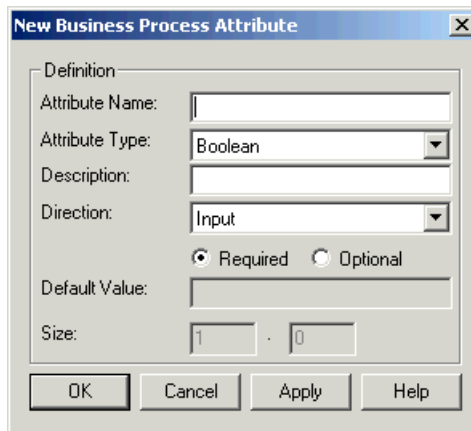 New Business Process Attribute
Definition
Attribute Name:
Attribute Type: Boolean
Description:
Direction: Input
Required Optional
Default Value:
Size: 1 . 0
OK Cancel Apply Help